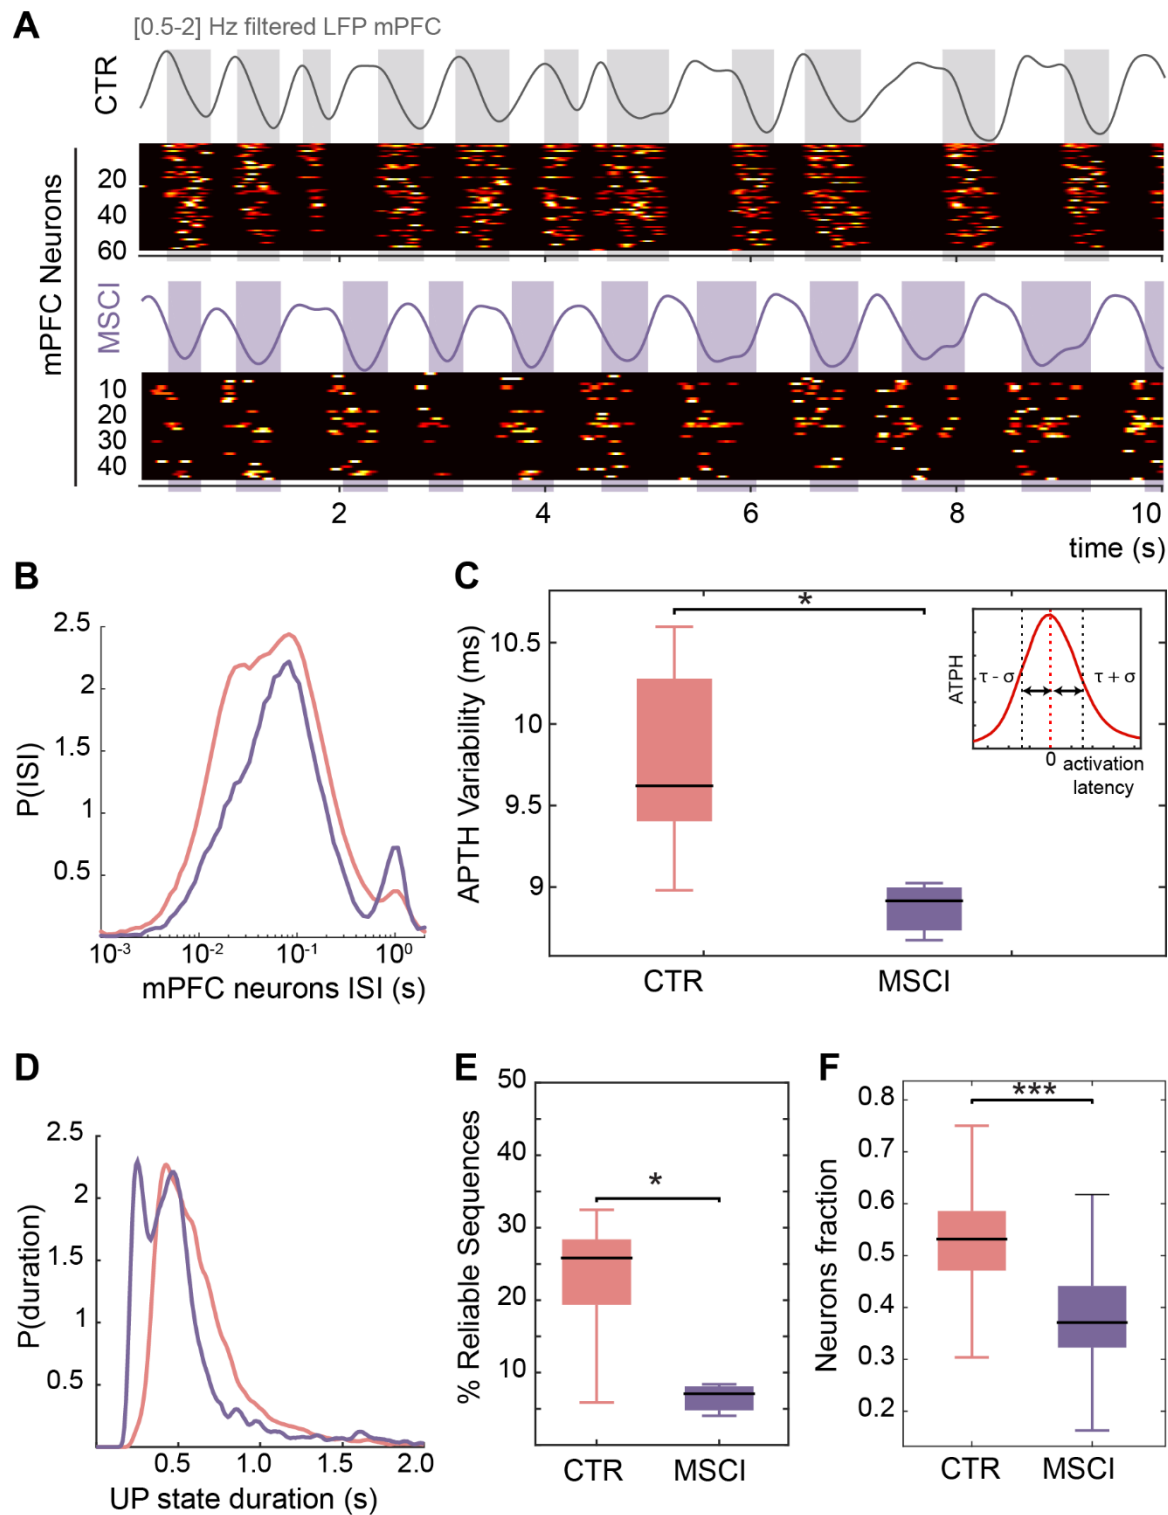 A
[0.5-2] Hz filtered LFP mPFC
CTR
20
40
60
mPFC Neurons
MSCI
10
20
30
40
2 4 6 8 10
time (s)
B
2.5
2
1.5
1
0.5
P(ISI)
10-3 10-2 10-1 100
mPFC neurons ISI (s)
C
*
10.5
10
9.5
9
APTH Variability (ms)
CTR MSCI
ATPH
τ - σ τ + σ
0 activation
latency
D
2.5
2
1.5
1
0.5
P(duration)
0.5 1.0 1.5 2.0
UP state duration (s)
E
50
40
30
20
10
% Reliable Sequences
*
CTR MSCI
F
***
0.8
0.7
0.6
0.5
0.4
0.3
0.2
Neurons fraction
CTR MSCI